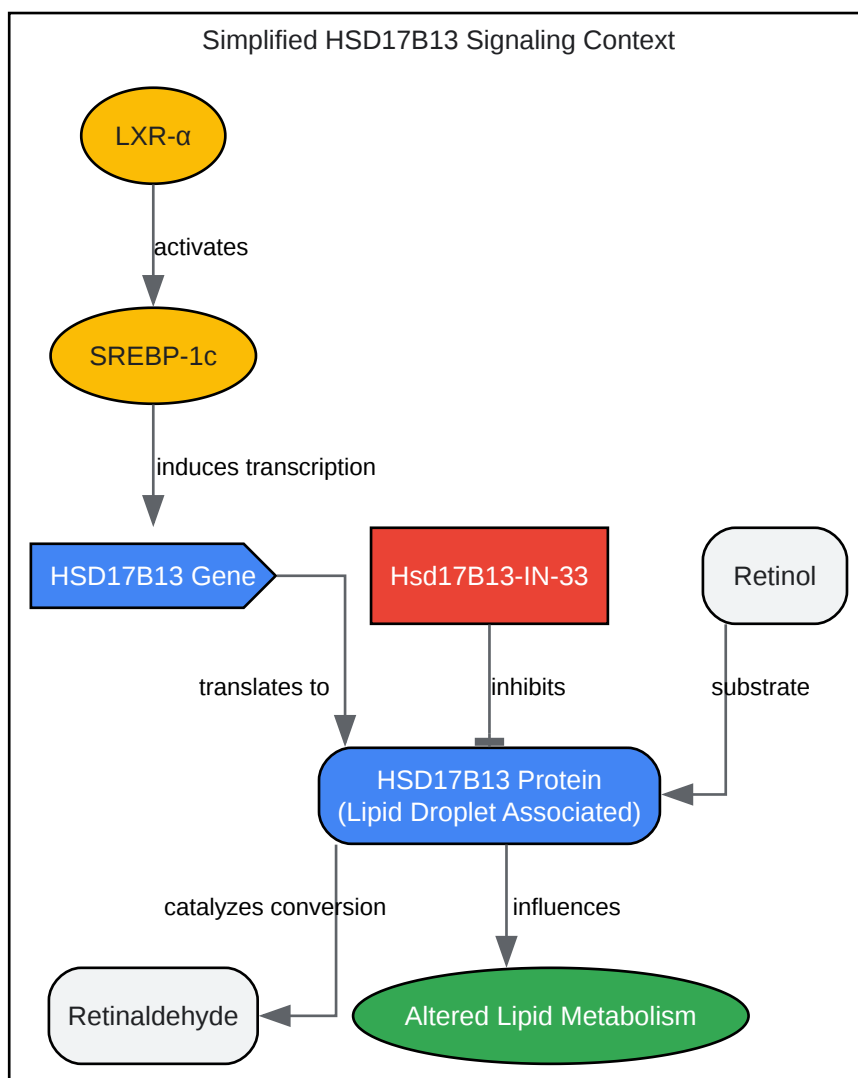 Simplified HSD17B13 Signaling Context
LXR-α
activates
SREBP-1c
induces transcription
HSD17B13 Gene
Hsd17B13-IN-33
Retinol
translates to
inhibits
substrate
HSD17B13 Protein
(Lipid Droplet Associated)
catalyzes conversion
influences
Retinaldehyde
Altered Lipid Metabolism